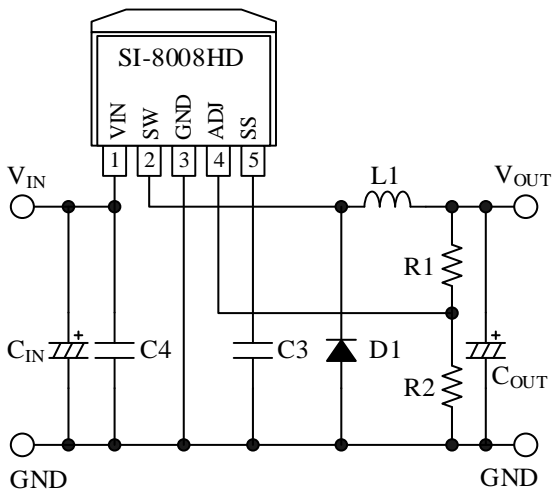 SI-8008HD
VIN
SW
GND
ADJ
SS
1
2
3
4
5
VIN
L1
VOUT
R1
CIN
+
C4
C3
D1
+
COUT
R2
GND
GND